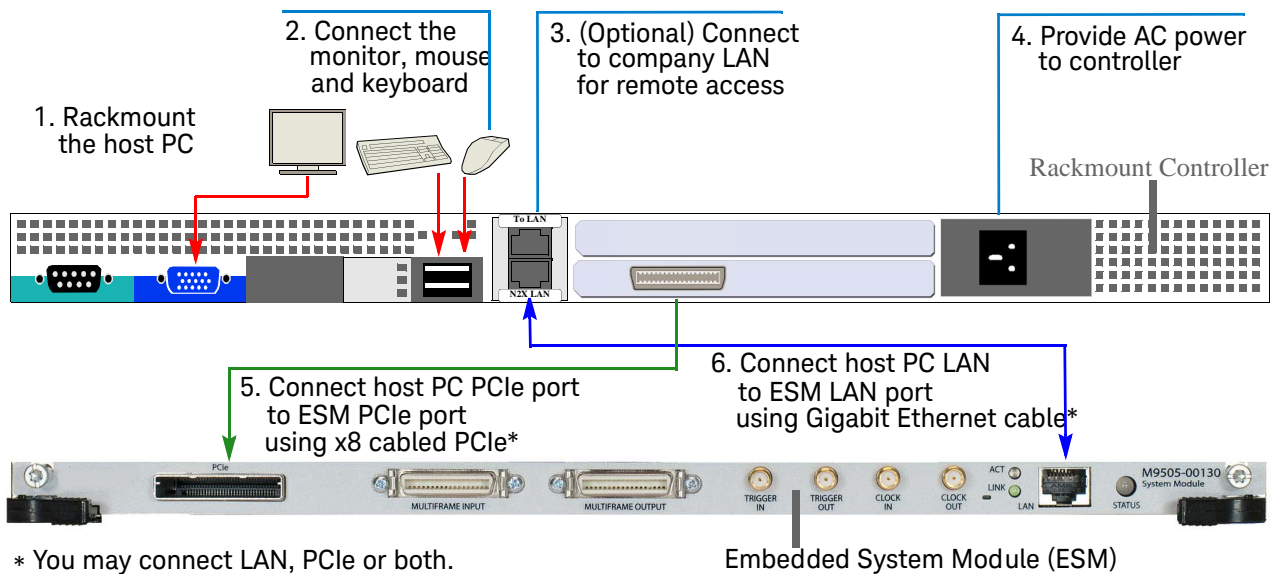 2. Connect the
monitor, mouse
and keyboard
3. (Optional) Connect
to company LAN
for remote access
4. Provide AC power
to controller
1. Rackmount
the host PC
Rackmount Controller
To LAN
N2X LAN
5. Connect host PC PCIe port
to ESM PCIe port
using x8 cabled PCIe*
6. Connect host PC LAN
to ESM LAN port
using Gigabit Ethernet cable*
PCIe
MULTIFRAME INPUT
MULTIFRAME OUTPUT
TRIGGER
IN
TRIGGER
OUT
CLOCK
IN
CLOCK
OUT
ACT
LINK
LAN
STATUS
M9505-00130
System Module
* You may connect LAN, PCIe or both.
Embedded System Module (ESM)